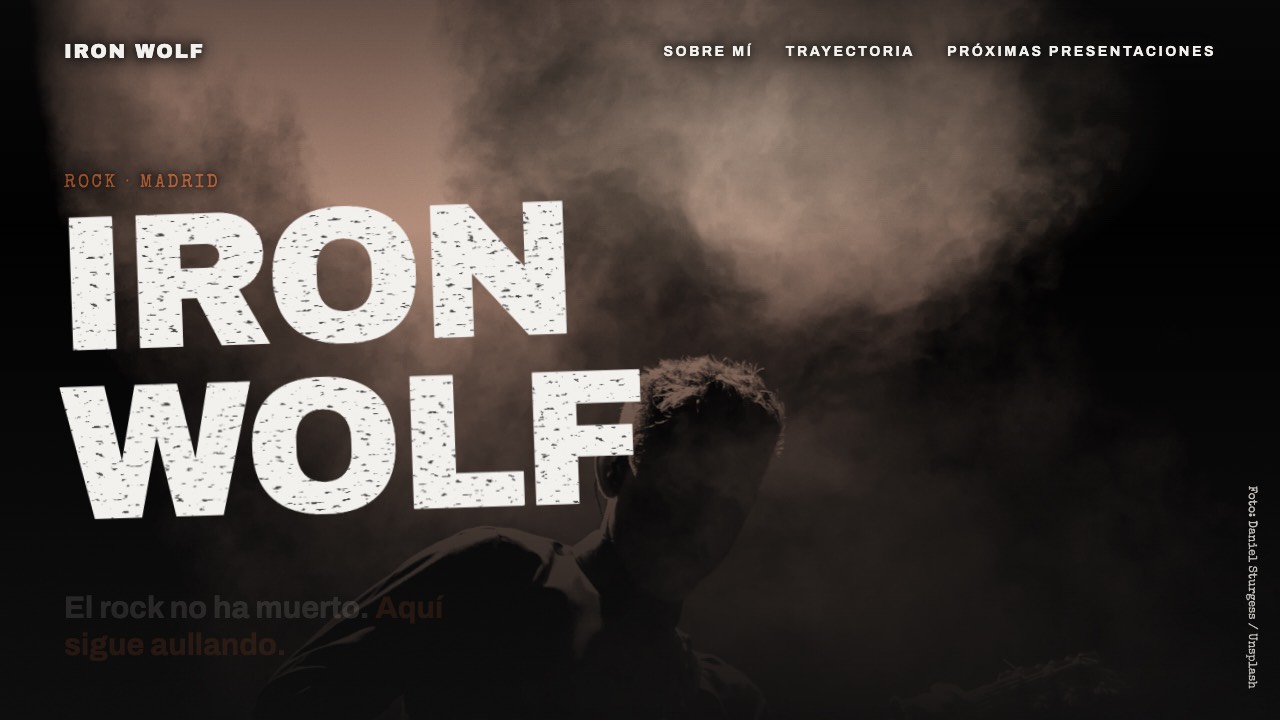 IRON WOLF
SOBRE MÍ
TRAYECTORIA
PRÓXIMAS PRESENTACIONES
ROCK · MADRID
IRON
WOLF
El rock no ha muerto. Aquí
sigue aullando.
Foto: Daniel Sturgess / Unsplash